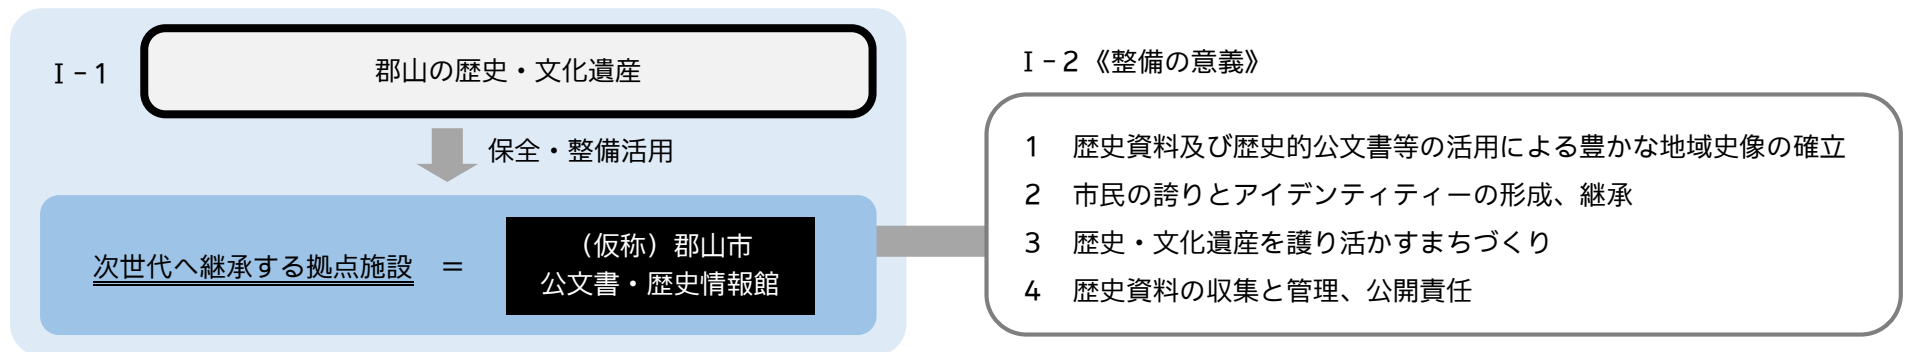 Ⅰ-1
郡山の歴史・文化遺産
保全・整備活用
次世代へ継承する拠点施設 ＝
（仮称）郡山市
公文書・歴史情報館
Ⅰ-2《整備の意義》
1 歴史資料及び歴史的公文書等の活用による豊かな地域史像の確立
2 市民の誇りとアイデンティティーの形成、継承
3 歴史・文化遺産を護り活かすまちづくり
4 歴史資料の収集と管理、公開責任